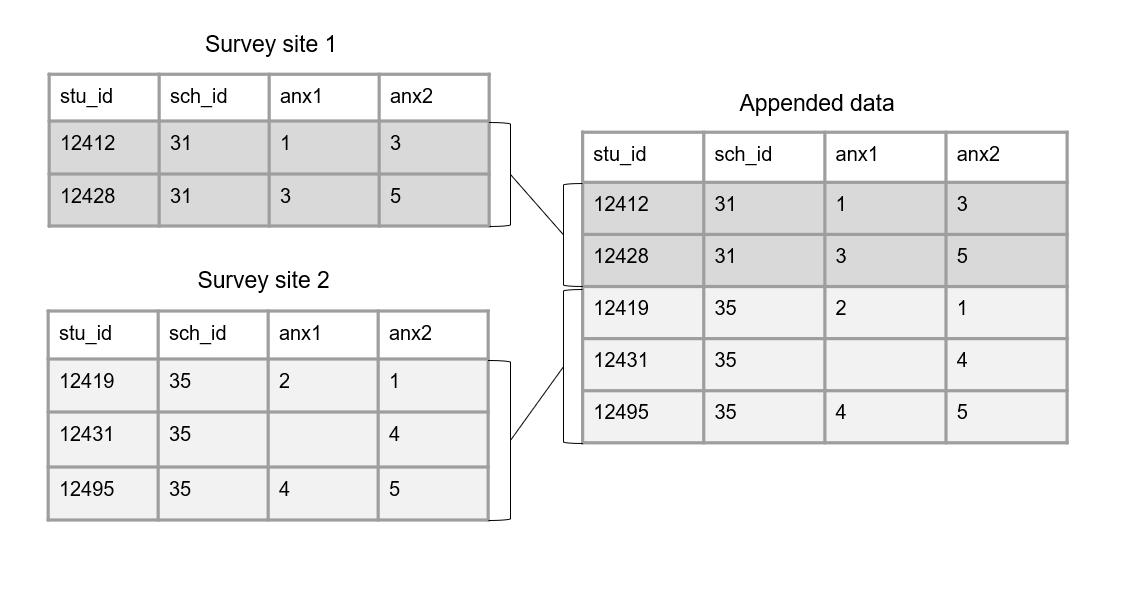 Survey site 1
stu_id sch_id anx1 anx2
12412 31 1 3
12428 31 3 5
Survey site 2
stu_id sch_id anx1 anx2
12419 35 2 1
12431 35 4
12495 35 4 5
Appended data
stu_id sch_id anx1 anx2
12412 31 1 3
12428 31 3 5
12419 35 2 1
12431 35 4
12495 35 4 5